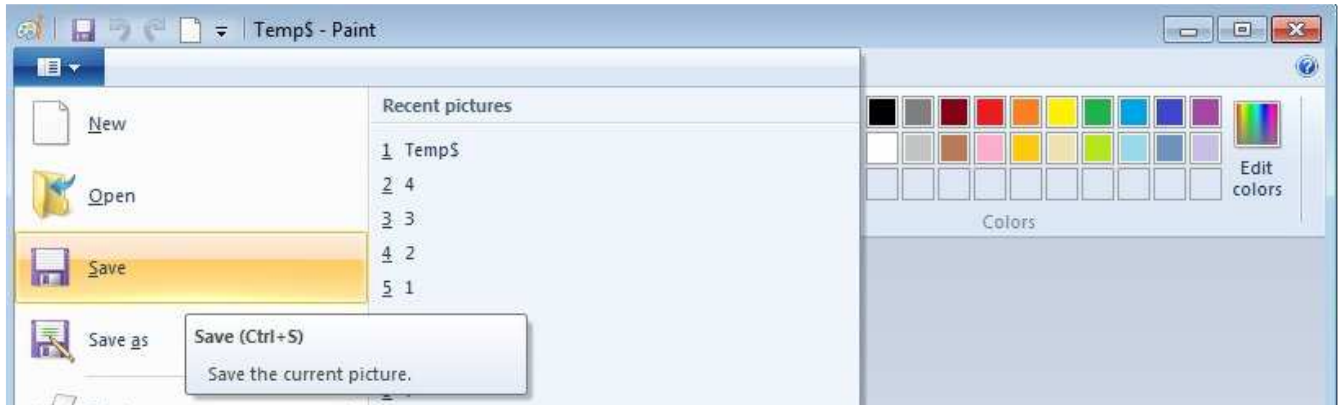 Temp$ - Paint
New
Open
Save
Save as
Recent pictures
1 Temp$
2 4
3 3
4 2
5 1
Save (Ctrl+S)
Save the current picture.
Edit
colors
Colors